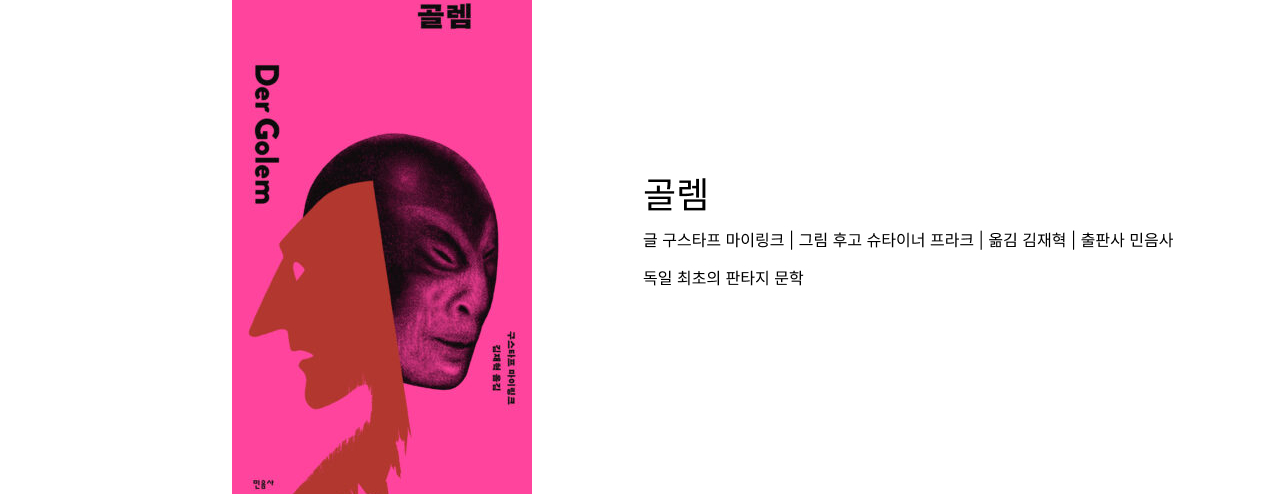 골렘
Der Golem
구스타프 마이링크
김재혁 옮김
민음사
골렘
글 구스타프 마이링크 | 그림 후고 슈타이너 프라크 | 옮김 김재혁 | 출판사 민음사
독일 최초의 판타지 문학